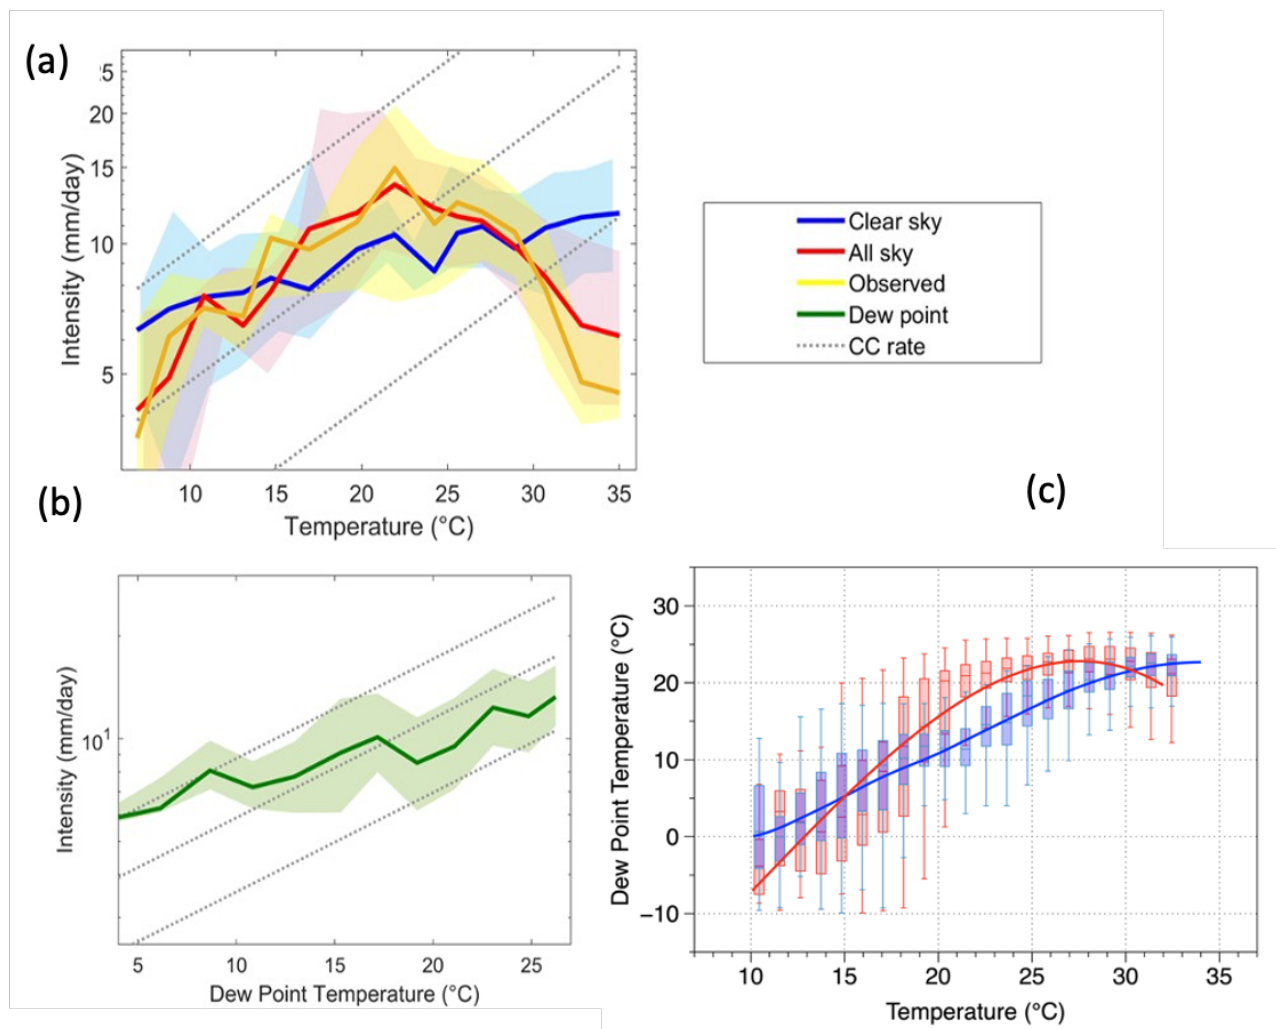 (a)
5
20
15
10
5
Intensity (mm/day)
10 15 20 25 30 35
Temperature (°C)
Clear sky
All sky
Observed
Dew point
CC rate
(b)
10¹
Intensity (mm/day)
5 10 15 20 25
Dew Point Temperature (°C)
(c)
30
20
10
0
−10
Dew Point Temperature (°C)
10 15 20 25 30 35
Temperature (°C)